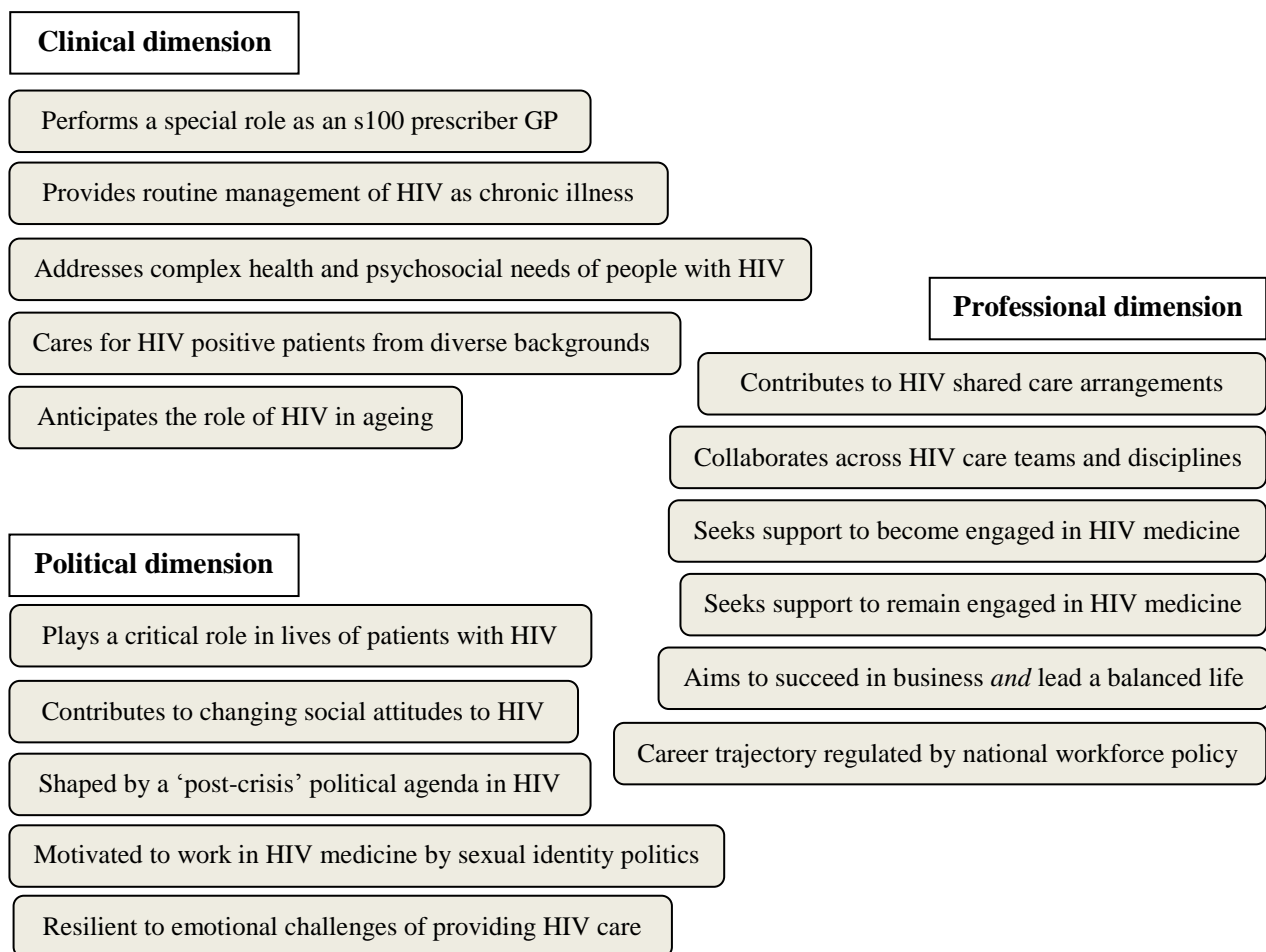 Clinical dimension
Performs a special role as an s100 prescriber GP
Provides routine management of HIV as chronic illness
Addresses complex health and psychosocial needs of people with HIV
Cares for HIV positive patients from diverse backgrounds
Anticipates the role of HIV in ageing
Professional dimension
Contributes to HIV shared care arrangements
Collaborates across HIV care teams and disciplines
Seeks support to become engaged in HIV medicine
Seeks support to remain engaged in HIV medicine
Aims to succeed in business and lead a balanced life
Career trajectory regulated by national workforce policy
Political dimension
Plays a critical role in lives of patients with HIV
Contributes to changing social attitudes to HIV
Shaped by a ‘post-crisis’ political agenda in HIV
Motivated to work in HIV medicine by sexual identity politics
Resilient to emotional challenges of providing HIV care